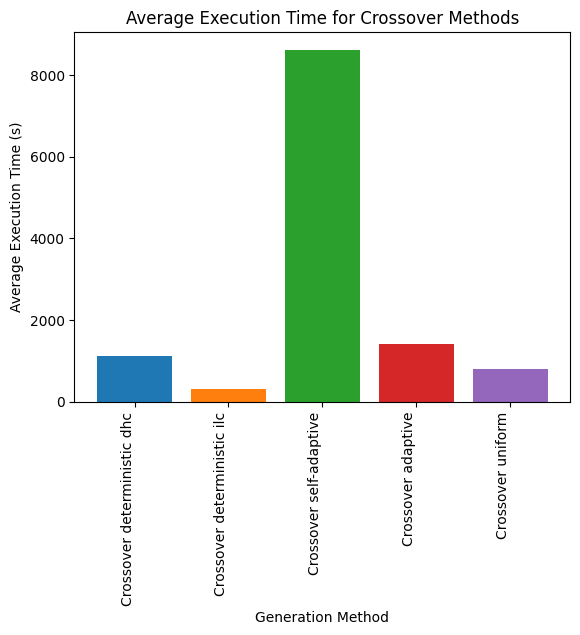 Average Execution Time for Crossover Methods
Average Execution Time (s)
8000
6000
4000
2000
0
Crossover deterministic dhc
Crossover deterministic ilc
Crossover self-adaptive
Crossover adaptive
Crossover uniform
Generation Method